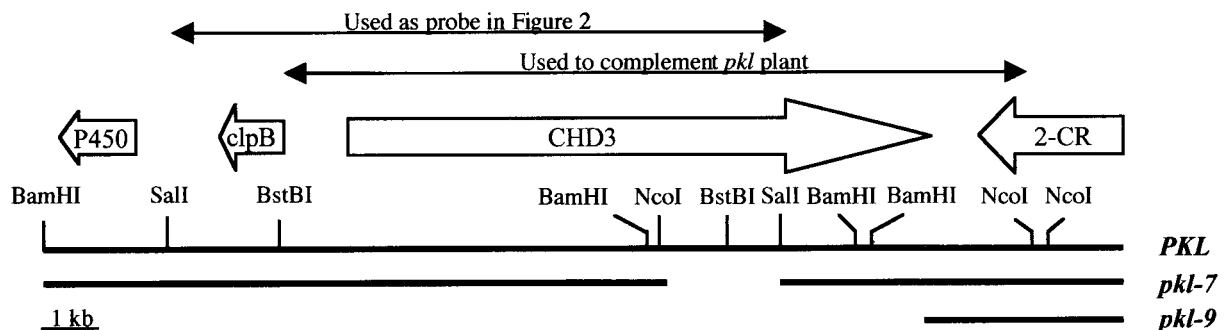 Used as probe in Figure 2
Used to complement pkl plant
P450 clpB CHD3 2-CR
BamHI SalI BstBI BamHI NcoI BstBI SalI BamHI BamHI NcoI NcoI
PKL
pkl-7
1 kb pkl-9